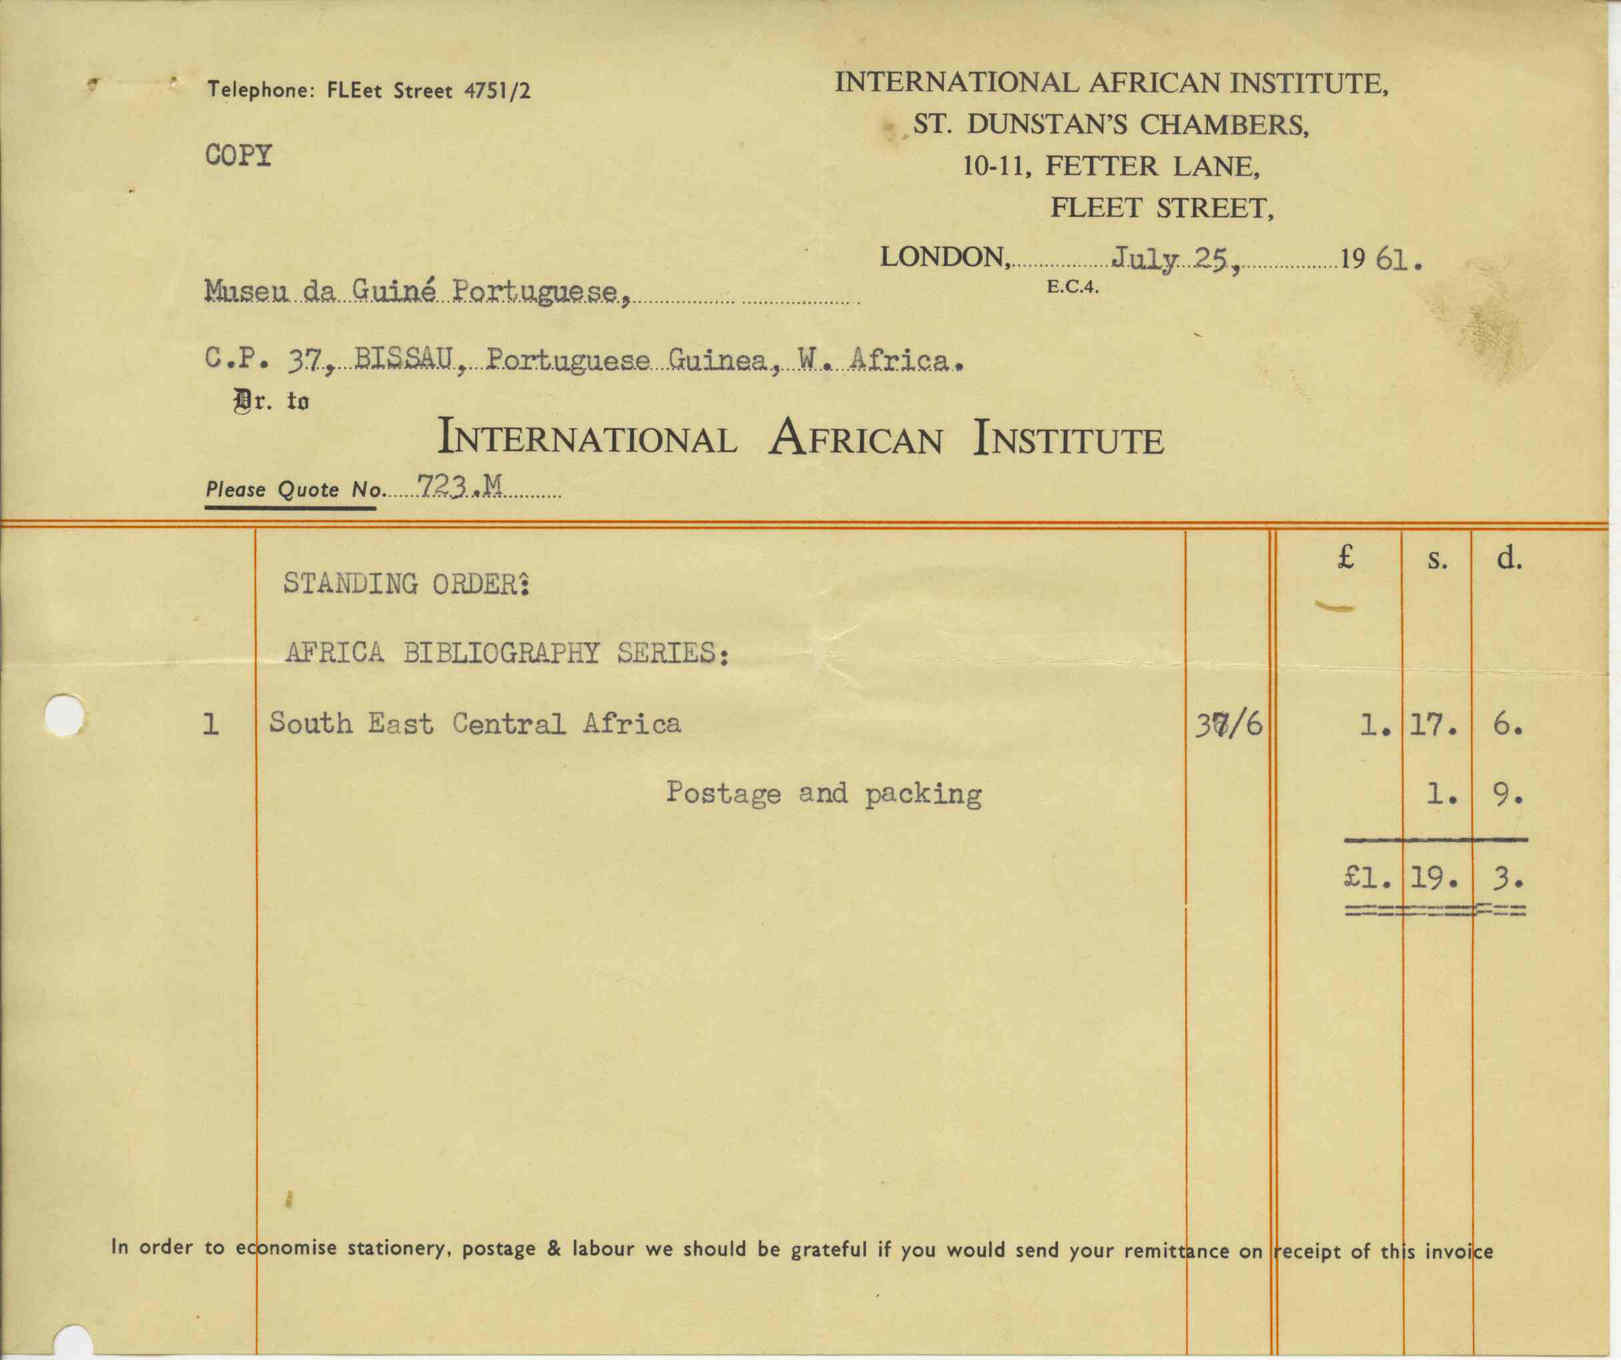 Telephone: FLEet Street 4751/2
COPY
INTERNATIONAL AFRICAN INSTITUTE,
ST. DUNSTAN'S CHAMBERS,
10-11, FETTER LANE,
FLEET STREET,
LONDON, July 25, 1961.
E.C.4.
Museu da Guiné Portuguese,
C.P. 37, BISSAU, Portuguese Guinea, W. Africa.
Dr. to
INTERNATIONAL AFRICAN INSTITUTE
Please Quote No. 723.M
£ s. d.
STANDING ORDER:
AFRICA BIBLIOGRAPHY SERIES:
1 South East Central Africa 37/6 1. 17. 6.
Postage and packing 1. 9.
£1. 19. 3.
In order to economise stationery, postage & labour we should be grateful if you would send your remittance on receipt of this invoice